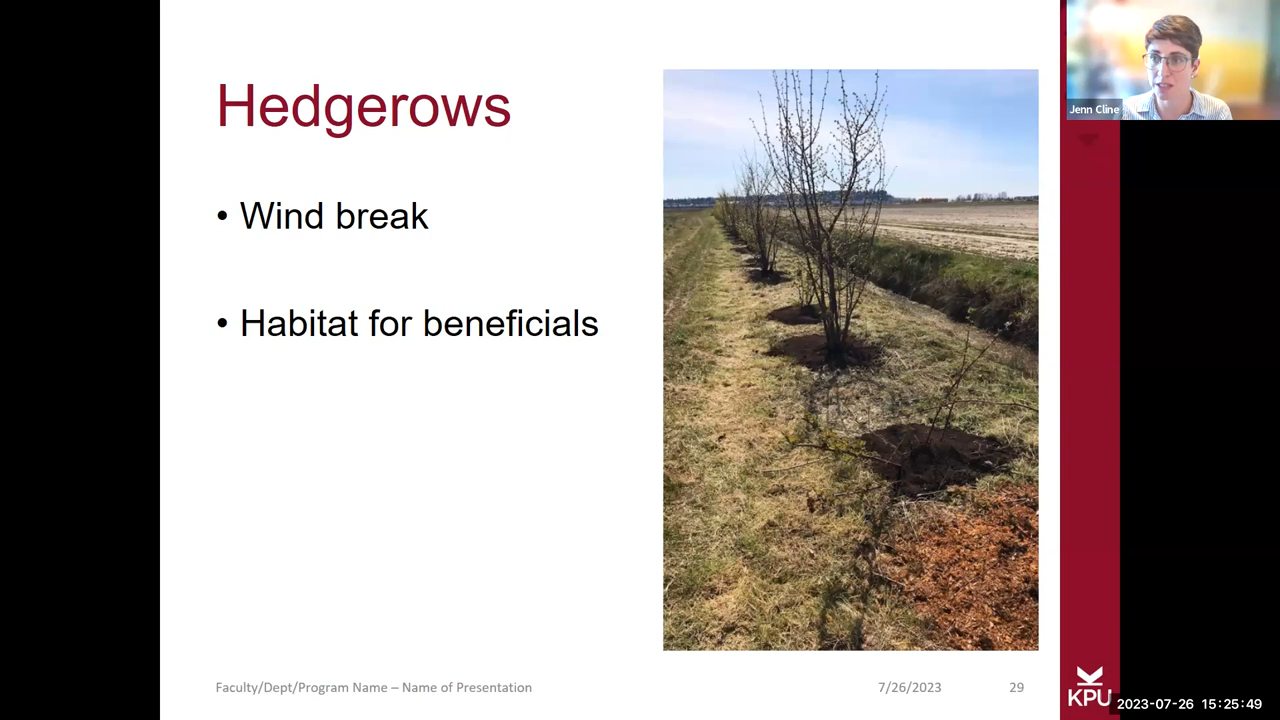 Hedgerows
• Wind break
• Habitat for beneficials
Jenn Cline
Faculty/Dept/Program Name – Name of Presentation
7/26/2023
29
KPU
2023-07-26 15:25:49